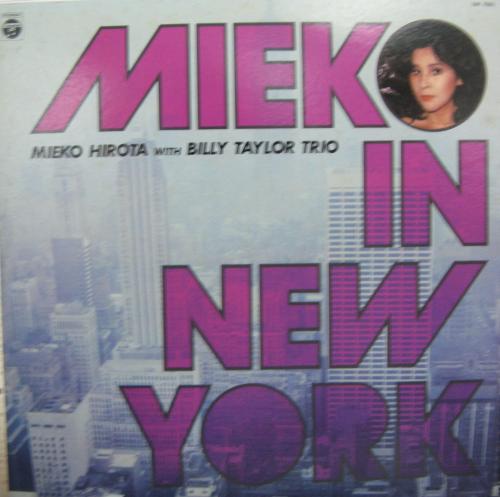 MIEKO
MIEKO HIROTA WITH BILLY TAYLOR TRIO
IN
NEW
YORK